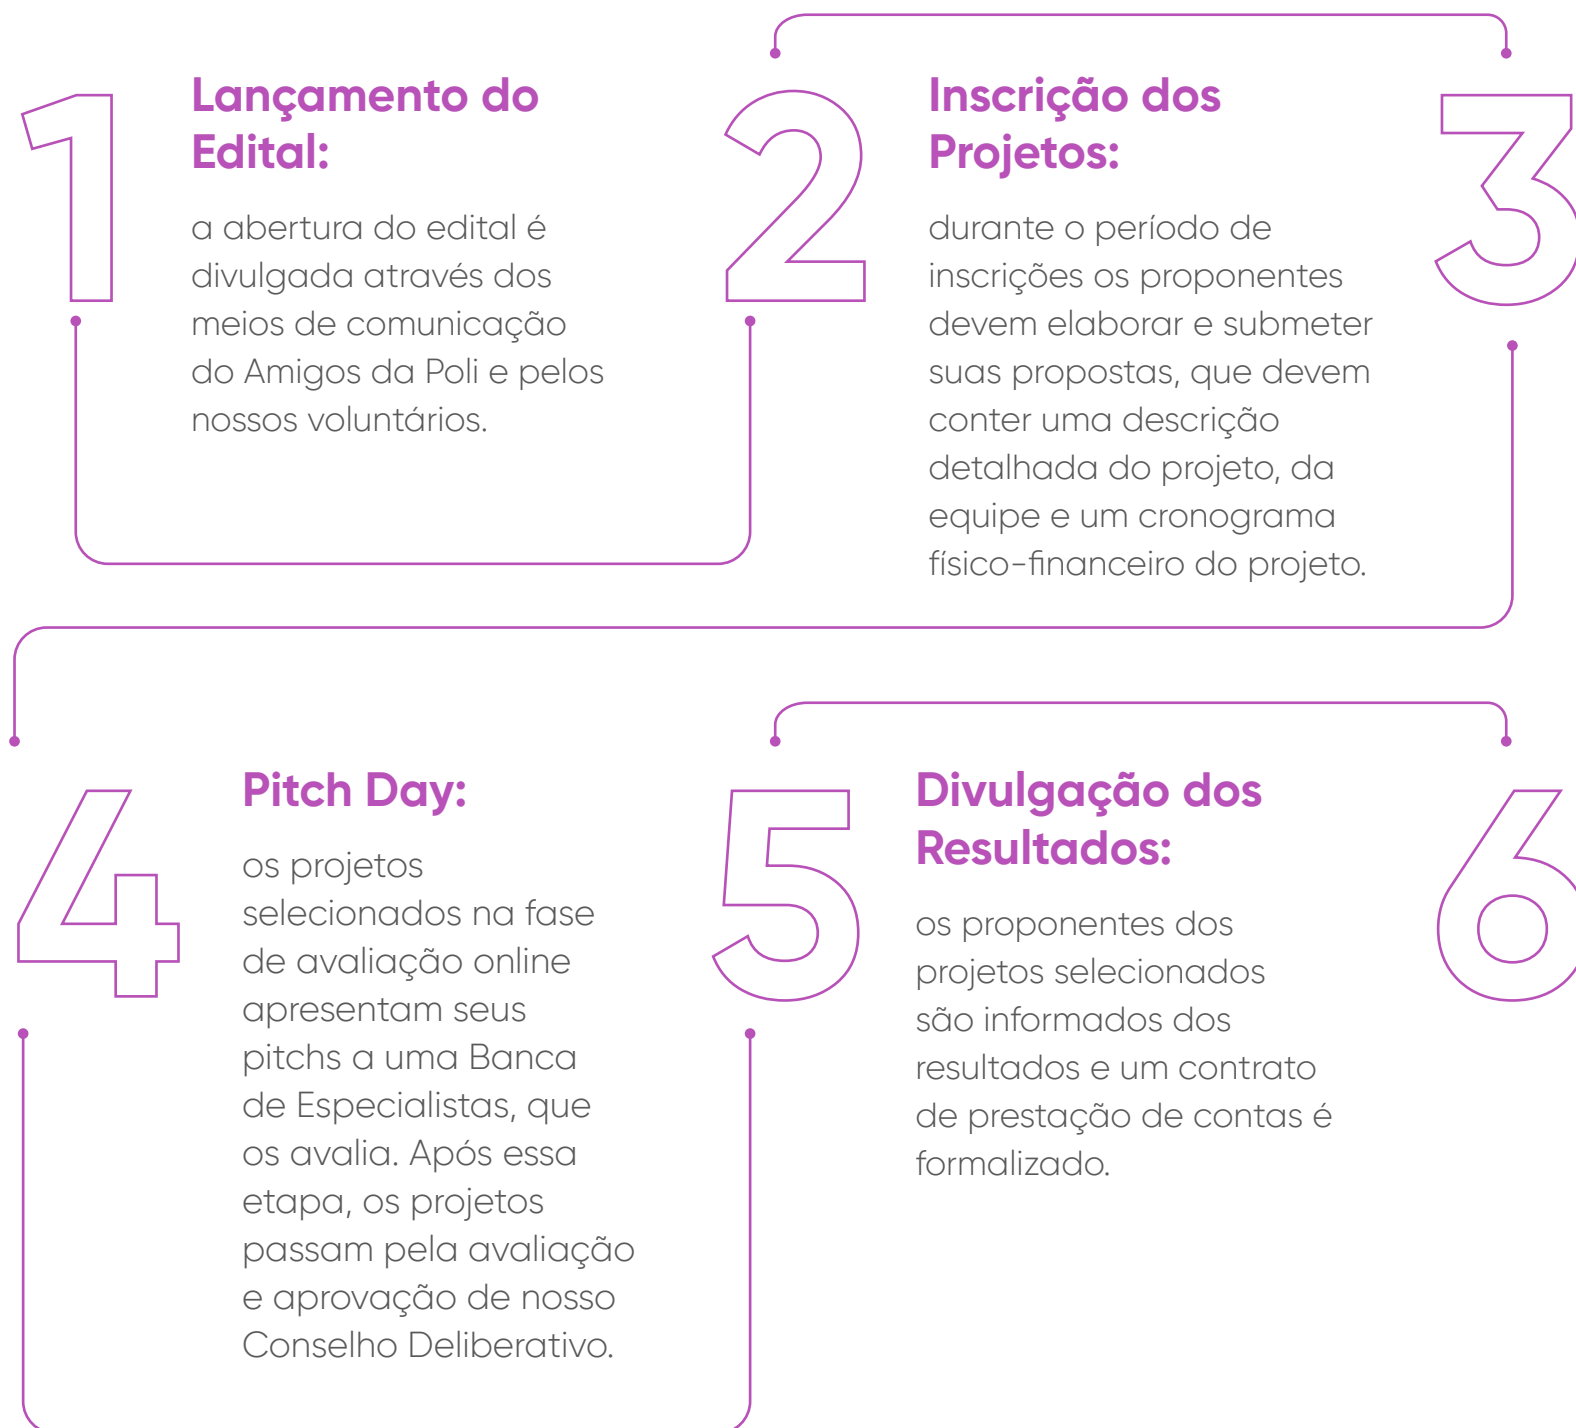 1
Lançamento do
Edital:
a abertura do edital é
divulgada através dos
meios de comunicação
do Amigos da Poli e pelos
nossos voluntários.
2
Inscrição dos
Projetos:
durante o período de
inscrições os proponentes
devem elaborar e submeter
suas propostas, que devem
conter uma descrição
detalhada do projeto, da
equipe e um cronograma
físico-financeiro do projeto.
3
4
Pitch Day:
os projetos
selecionados na fase
de avaliação online
apresentam seus
pitchs a uma Banca
de Especialistas, que
os avalia. Após essa
etapa, os projetos
passam pela avaliação
e aprovação de nosso
Conselho Deliberativo.
5
Divulgação dos
Resultados:
os proponentes dos
projetos selecionados
são informados dos
resultados e um contrato
de prestação de contas é
formalizado.
6